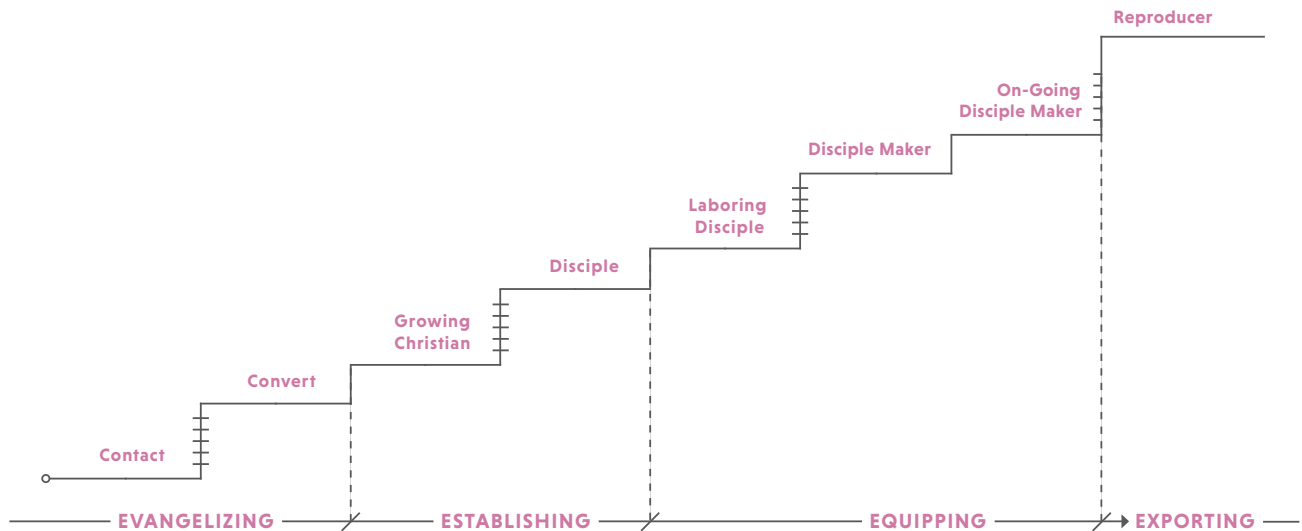 Reproducer
On-Going
Disciple Maker
Disciple Maker
Laboring
Disciple
Disciple
Growing
Christian
Convert
Contact
EVANGELIZING
ESTABLISHING
EQUIPPING
EXPORTING